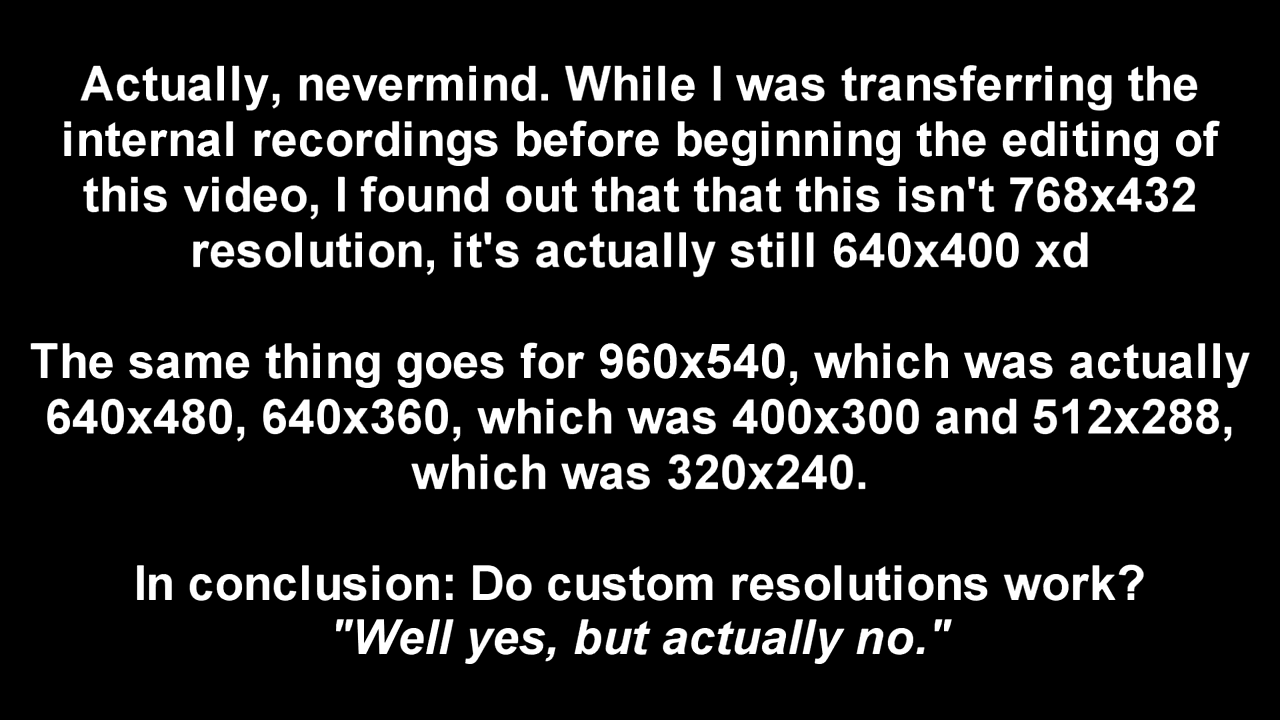 Actually, nevermind. While I was transferring the
internal recordings before beginning the editing of
this video, I found out that that this isn't 768x432
resolution, it's actually still 640x400 xd
The same thing goes for 960x540, which was actually
640x480, 640x360, which was 400x300 and 512x288,
which was 320x240.
In conclusion: Do custom resolutions work?
"Well yes, but actually no."